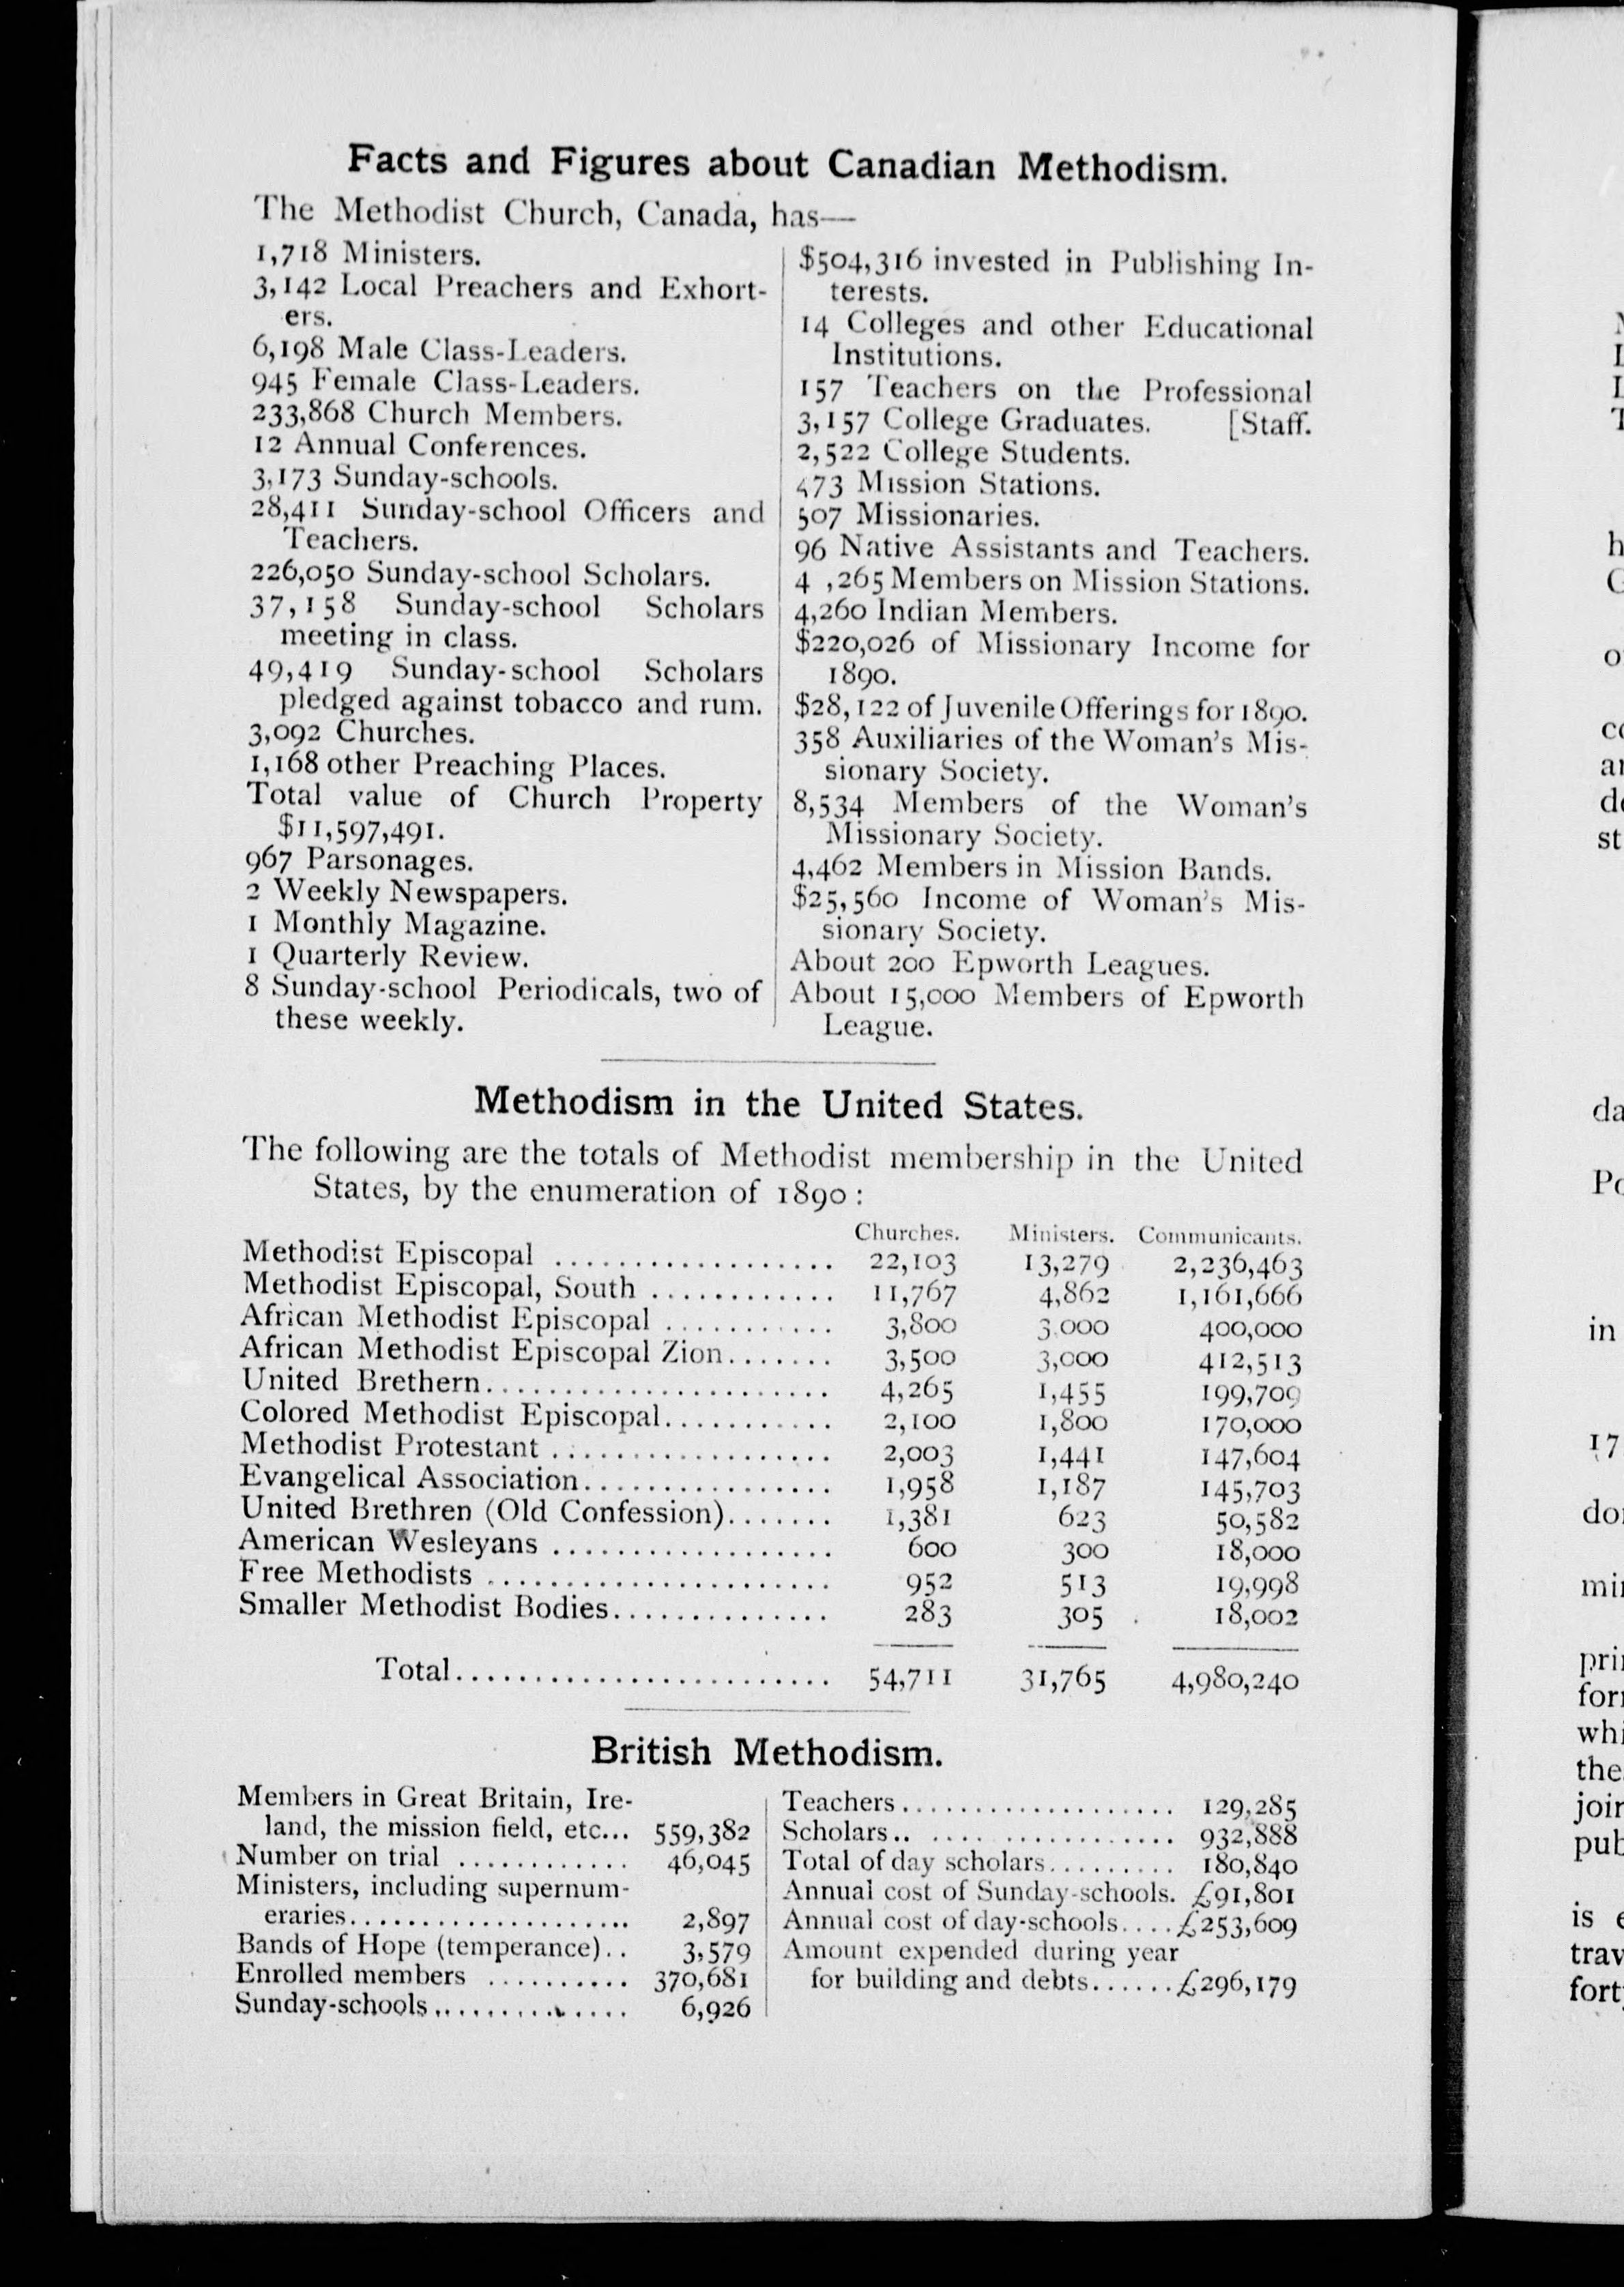 Facts and Figures about Canadian Methodism.
The Methodist Church, Canada, has—
1,718 Ministers.
3,142 Local Preachers and Exhort-
ers.
6,198 Male Class-Leaders.
945 Female Class-Leaders.
233,868 Church Members.
12 Annual Conferences.
3,173 Sunday-schools.
28,411 Sunday-school Officers and
Teachers.
226,050 Sunday-school Scholars.
37,158 Sunday-school Scholars
meeting in class.
49,419 Sunday-school Scholars
pledged against tobacco and rum.
3,092 Churches.
1,168 other Preaching Places.
Total value of Church Property
$11,597,491.
967 Parsonages.
2 Weekly Newspapers.
1 Monthly Magazine.
1 Quarterly Review.
8 Sunday-school Periodicals, two of
these weekly.
$504,316 invested in Publishing In-
terests.
14 Colleges and other Educational
Institutions.
157 Teachers on the Professional
3,157 College Graduates. [Staff.
2,522 College Students.
473 Mission Stations.
507 Missionaries.
96 Native Assistants and Teachers.
4 ,265 Members on Mission Stations.
4,260 Indian Members.
$220,026 of Missionary Income for
1890.
$28,122 of Juvenile Offerings for 1890.
358 Auxiliaries of the Woman's Mis-
sionary Society.
8,534 Members of the Woman's
Missionary Society.
4,462 Members in Mission Bands.
$25,560 Income of Woman's Mis-
sionary Society.
About 200 Epworth Leagues.
About 15,000 Members of Epworth
League.
Methodism in the United States.
The following are the totals of Methodist membership in the United
States, by the enumeration of 1890:
Churches. Ministers. Communicants.
Methodist Episcopal .................. 22,103 13,279 2,236,463
Methodist Episcopal, South ............ 11,767 4,862 1,161,666
African Methodist Episcopal ........... 3,800 3,000 400,000
African Methodist Episcopal Zion....... 3,500 3,000 412,513
United Brethern...................... 4,265 1,455 199,709
Colored Methodist Episcopal........... 2,100 1,800 170,000
Methodist Protestant .................. 2,003 1,441 147,604
Evangelical Association................ 1,958 1,187 145,703
United Brethren (Old Confession)....... 1,381 623 50,582
American Wesleyans .................. 600 300 18,000
Free Methodists ...................... 952 513 19,998
Smaller Methodist Bodies.............. 283 305 18,002
Total........................ 54,711 31,765 4,980,240
British Methodism.
Members in Great Britain, Ire-
land, the mission field, etc... 559,382
Number on trial ............ 46,045
Ministers, including supernum-
eraries..................... 2,897
Bands of Hope (temperance).. 3,579
Enrolled members .......... 370,681
Sunday-schools.............. 6,926
Teachers.................... 129,285
Scholars.. .................. 932,888
Total of day scholars.......... 180,840
Annual cost of Sunday-schools. £91,801
Annual cost of day-schools.... £253,609
Amount expended during year
for building and debts...... £296,179